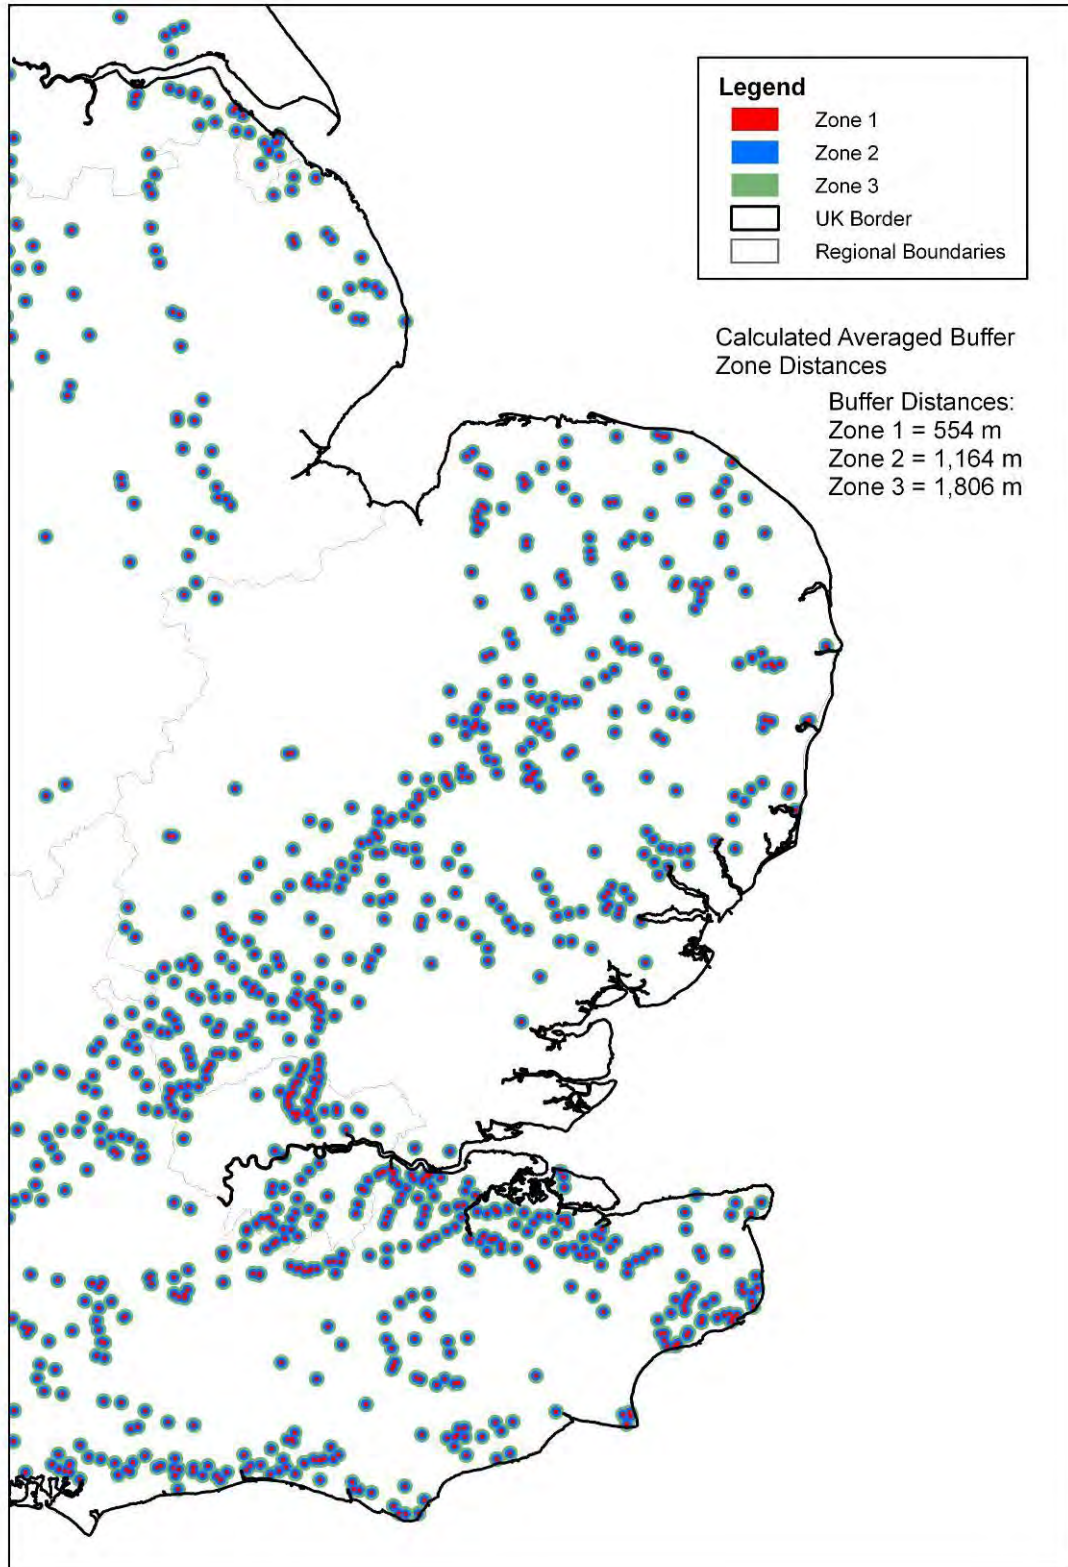 Legend
Zone 1
Zone 2
Zone 3
UK Border
Regional Boundaries
Calculated Averaged Buffer
Zone Distances
Buffer Distances:
Zone 1 = 554 m
Zone 2 = 1,164 m
Zone 3 = 1,806 m